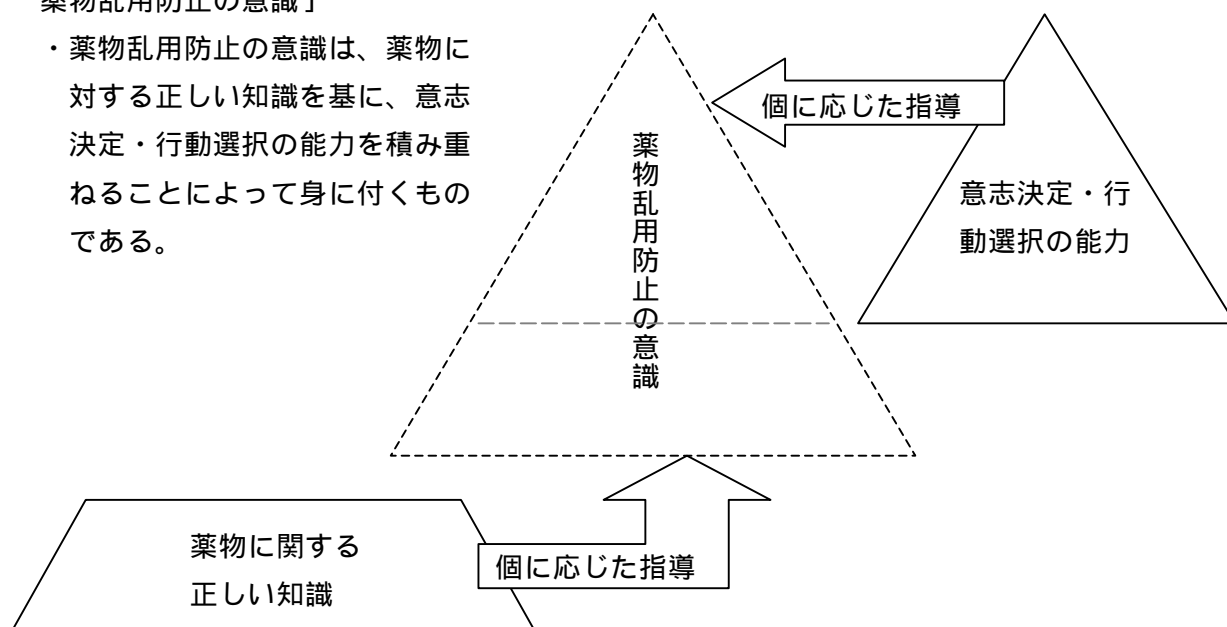 薬物乱用防止の意識」
・薬物乱用防止の意識は、薬物に
対する正しい知識を基に、意志
決定・行動選択の能力を積み重
ねることによって身に付くもの
である。
個に応じた指導
薬物乱用防止の意識
意志決定・行
動選択の能力
薬物に関する
正しい知識
個に応じた指導